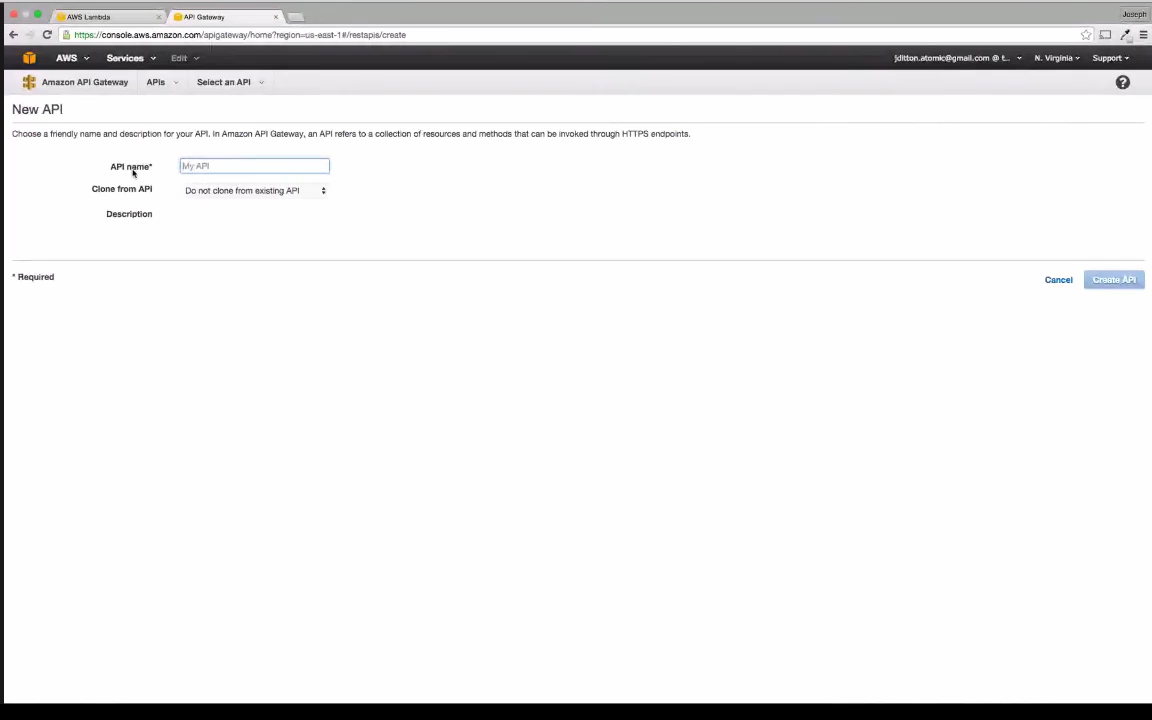 AWS Lambda × API Gateway × Joseph
https://console.aws.amazon.com/apigateway/home?region=us-east-1#/restapis/create
AWS Services Edit jditton.atomic@gmail.com @ t... N. Virginia Support
Amazon API Gateway APIs Select an API ?
New API
Choose a friendly name and description for your API. In Amazon API Gateway, an API refers to a collection of resources and methods that can be invoked through HTTPS endpoints.
API name* My API
Clone from API Do not clone from existing API
Description
* Required Cancel Create API